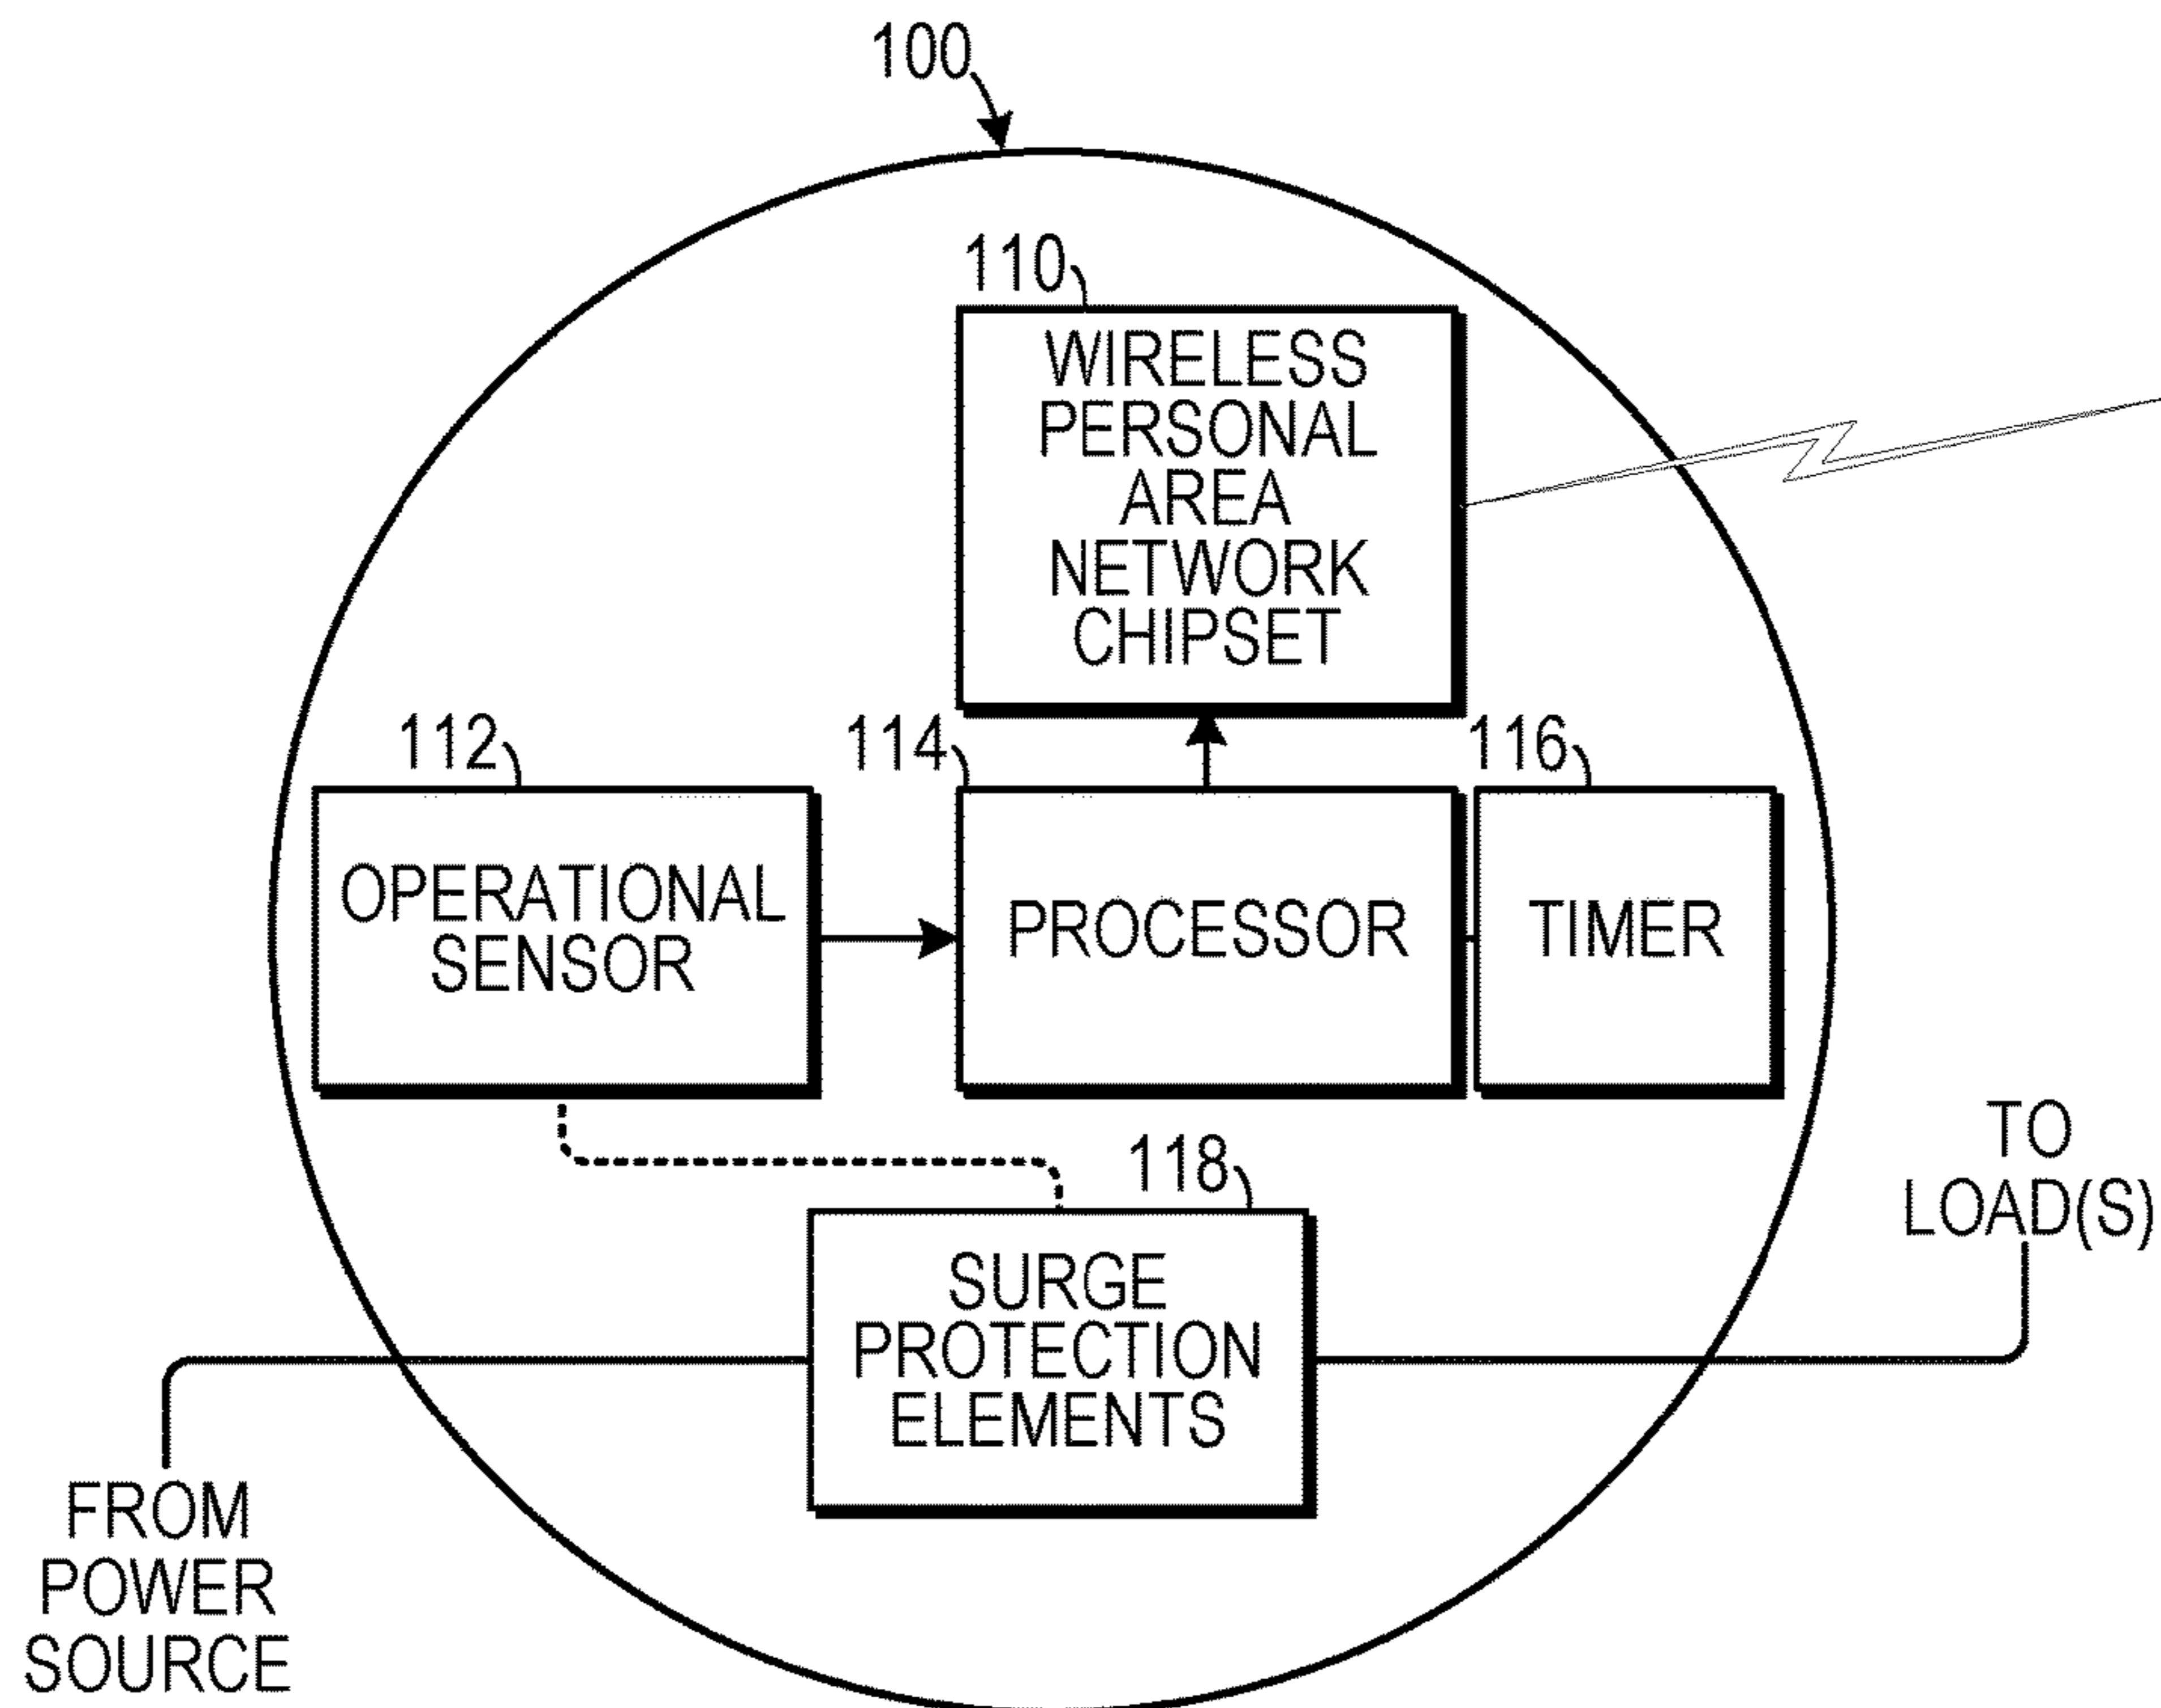 100
110
WIRELESS
PERSONAL
AREA
NETWORK
CHIPSET
112
114
116
OPERATIONAL
SENSOR
PROCESSOR
TIMER
118
SURGE
PROTECTION
ELEMENTS
TO
LOAD(S)
FROM
POWER
SOURCE